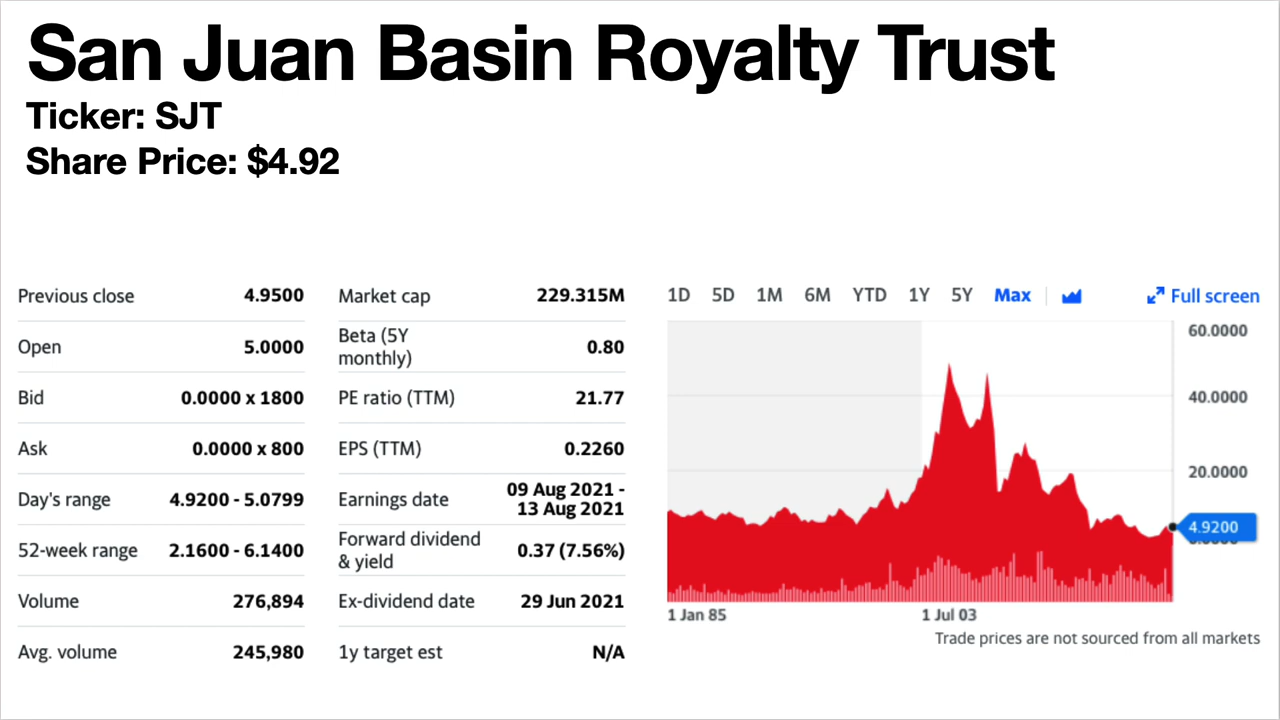 San Juan Basin Royalty Trust
Ticker: SJT
Share Price: $4.92
Previous close 4.9500
Open 5.0000
Bid 0.0000 x 1800
Ask 0.0000 x 800
Day's range 4.9200 - 5.0799
52-week range 2.1600 - 6.1400
Volume 276,894
Avg. volume 245,980
Market cap 229.315M
Beta (5Y
monthly) 0.80
PE ratio (TTM) 21.77
EPS (TTM) 0.2260
Earnings date 09 Aug 2021 -
13 Aug 2021
Forward dividend
& yield 0.37 (7.56%)
Ex-dividend date 29 Jun 2021
1y target est N/A
1D 5D 1M 6M YTD 1Y 5Y Max Full screen
60.0000
40.0000
20.0000
4.9200
0.0000
1 Jan 85 1 Jul 03
Trade prices are not sourced from all markets